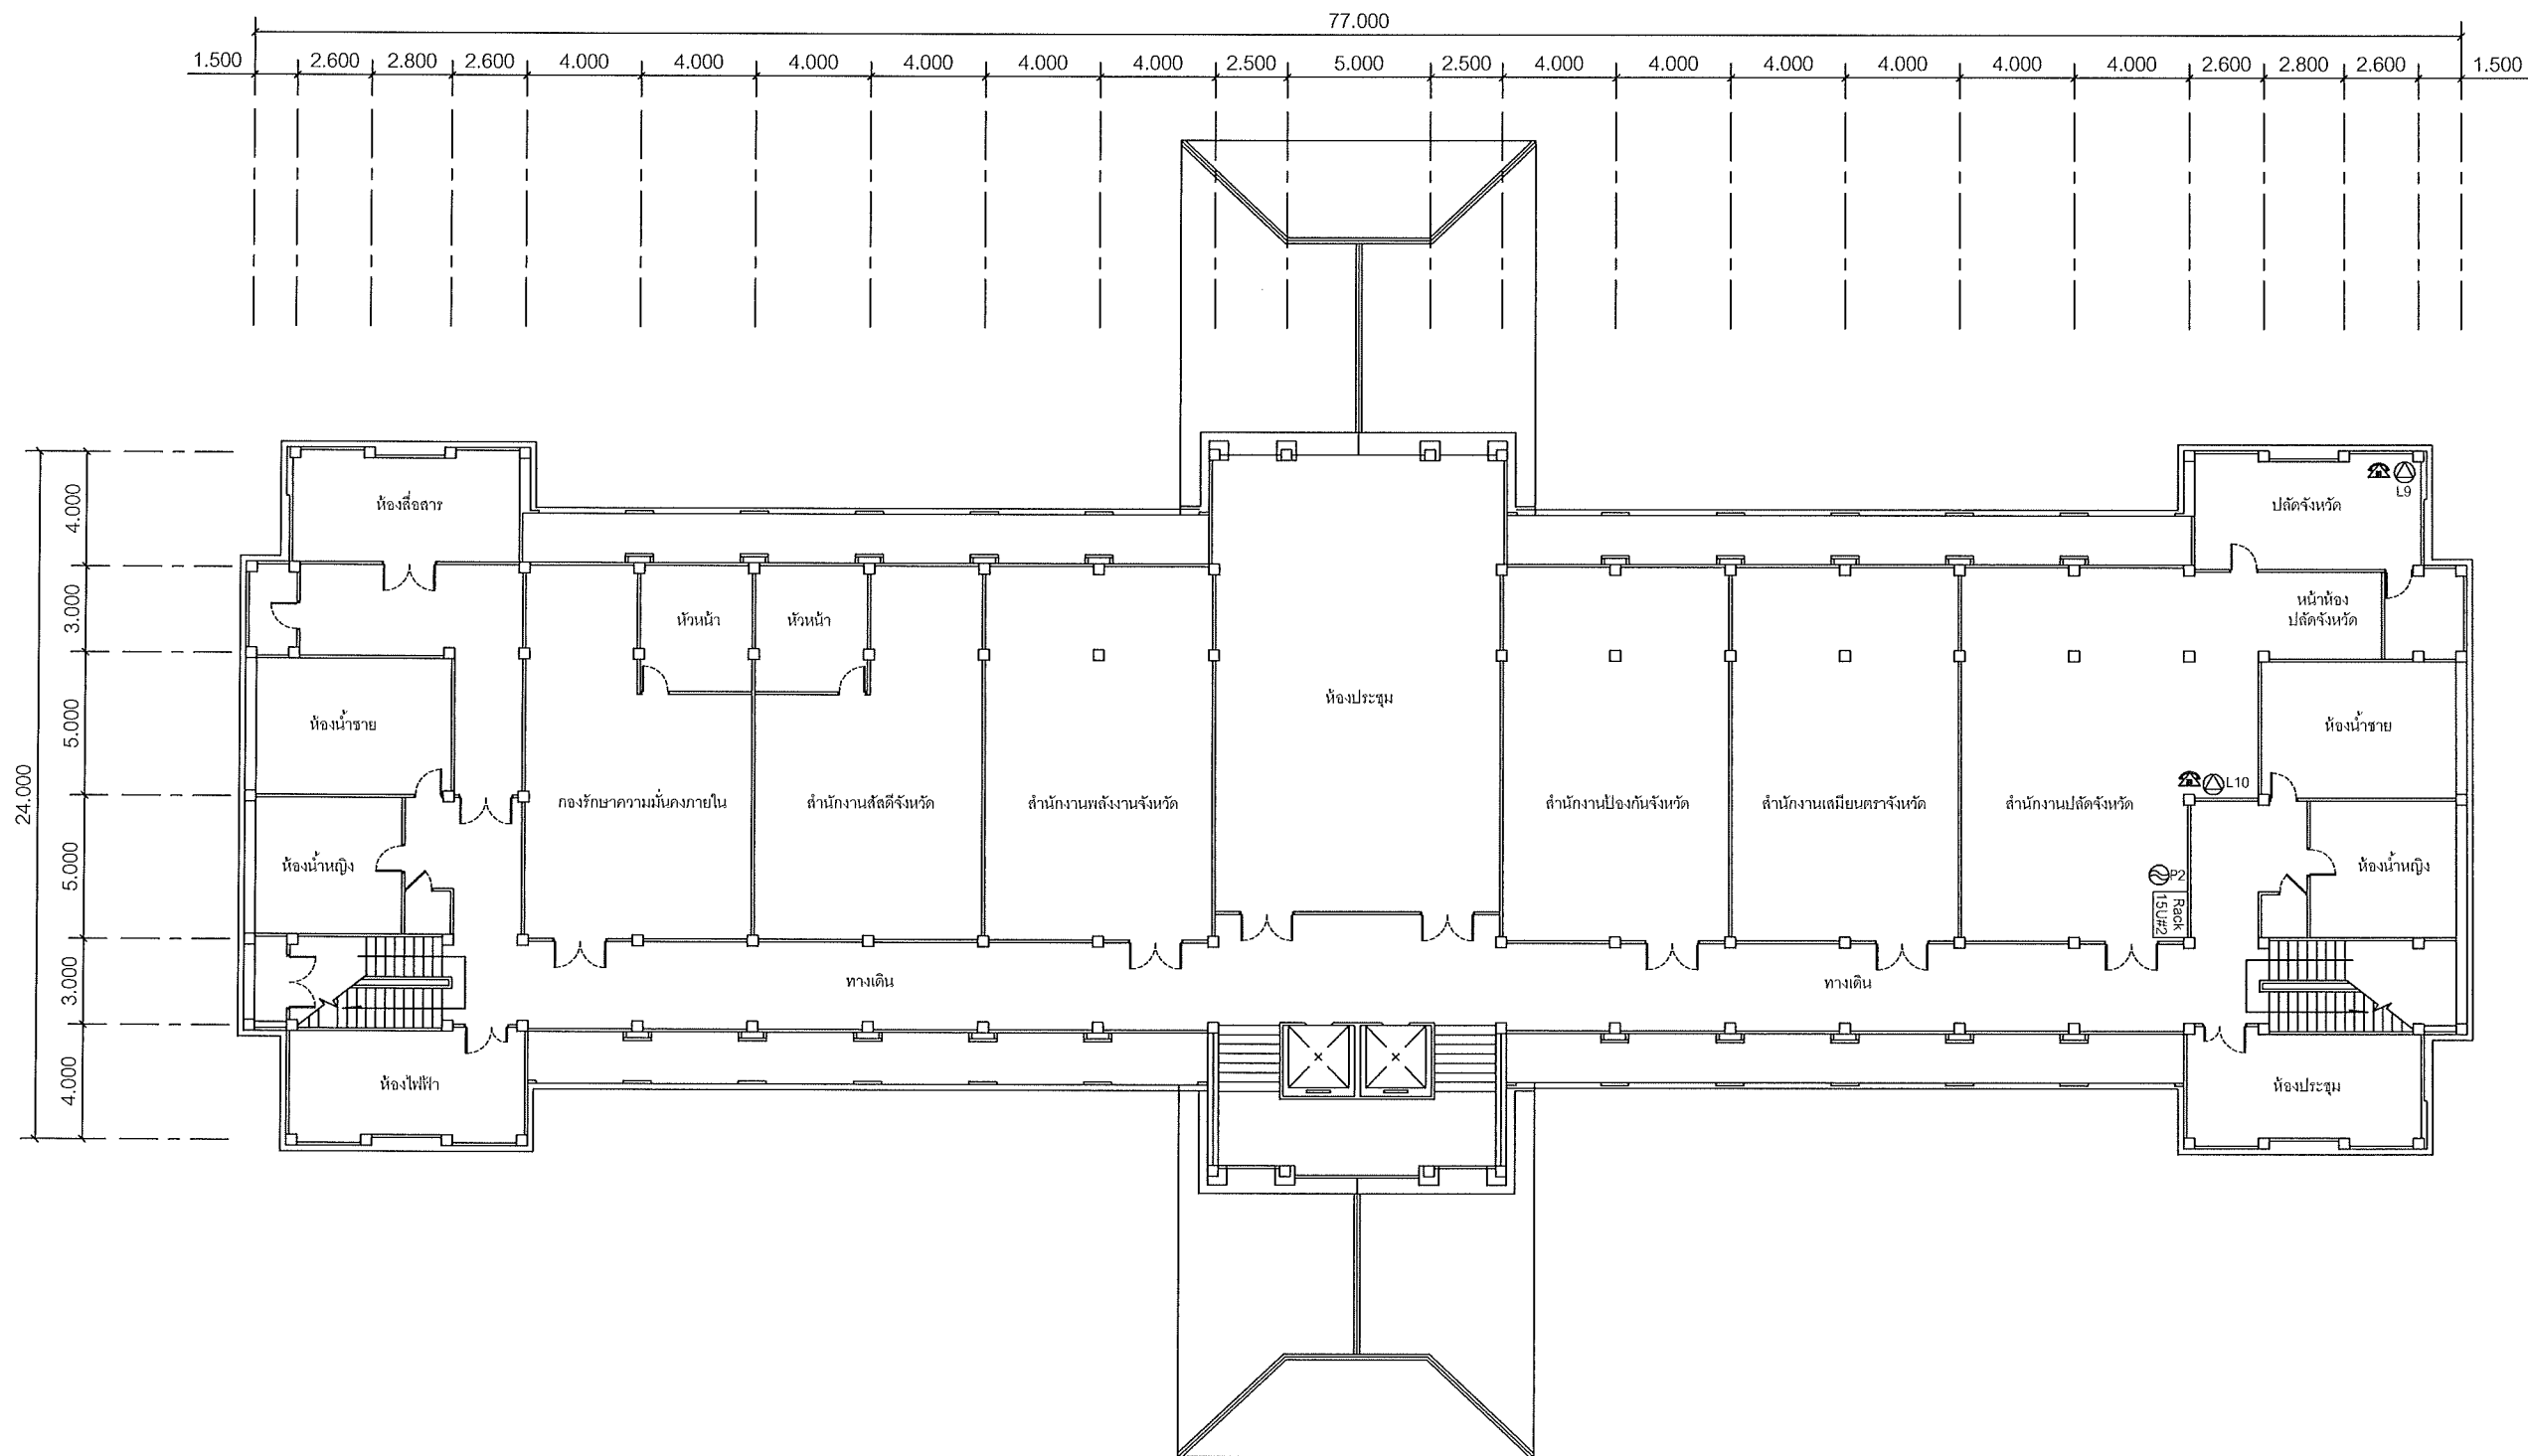 77.000
1.500 2.600 2.800 2.600 4.000 4.000 4.000 4.000 4.000 4.000 2.500 5.000 2.500 4.000 4.000 4.000 4.000 4.000 4.000 2.600 2.800 2.600 1.500
24.000
4.000
3.000
5.000
5.000
3.000
4.000
ห้องสื่อสาร
ปลัดจังหวัด
L9
หัวหน้า
หัวหน้า
หน้าห้อง
ปลัดจังหวัด
ห้องน้ำชาย
ห้องประชุม
ห้องน้ำชาย
L10
กองรักษาความมั่นคงภายใน
สำนักงานสัสดีจังหวัด
สำนักงานพลังงานจังหวัด
สำนักงานป้องกันจังหวัด
สำนักงานเสมียนตราจังหวัด
สำนักงานปลัดจังหวัด
ห้องน้ำหญิง
ห้องน้ำหญิง
P2
Rack
15U#2
ทางเดิน
ทางเดิน
ห้องไฟฟ้า
ห้องประชุม